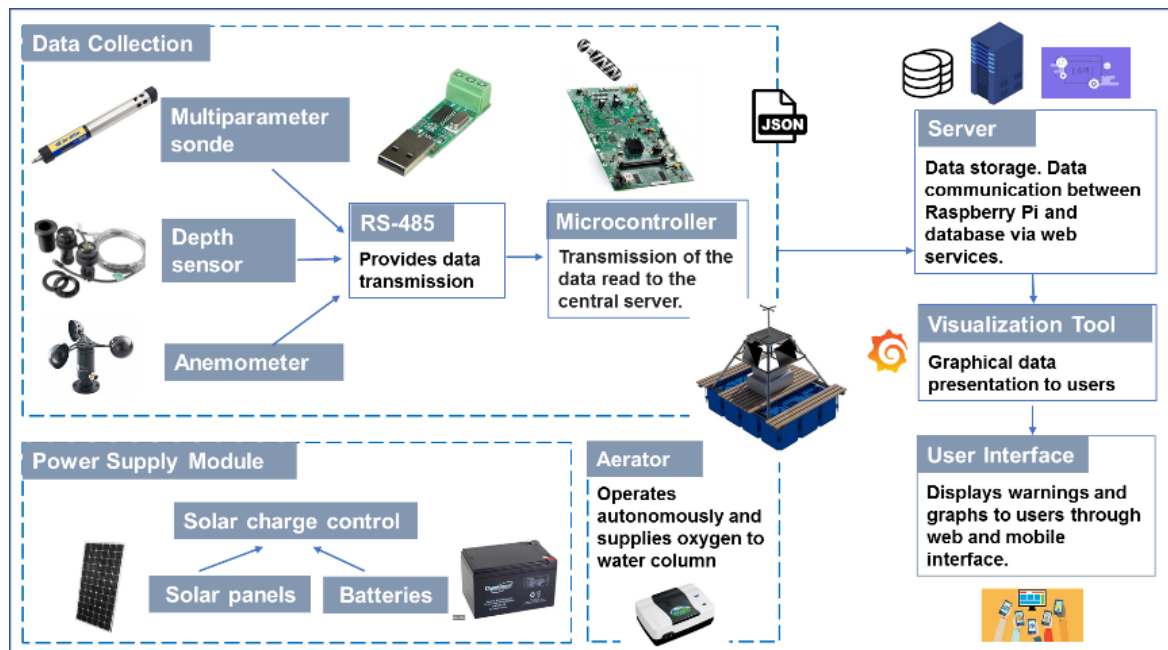 Data Collection
Multiparameter
sonde
Depth
sensor
Anemometer
RS-485
Provides data
transmission
Microcontroller
Transmission of the
data read to the
central server.
JSON
Server
Data storage. Data
communication between
Raspberry Pi and
database via web
services.
Visualization Tool
Graphical data
presentation to users
User Interface
Displays warnings and
graphs to users through
web and mobile
interface.
Power Supply Module
Solar charge control
Solar panels
Batteries
Aerator
Operates
autonomously and
supplies oxygen to
water column